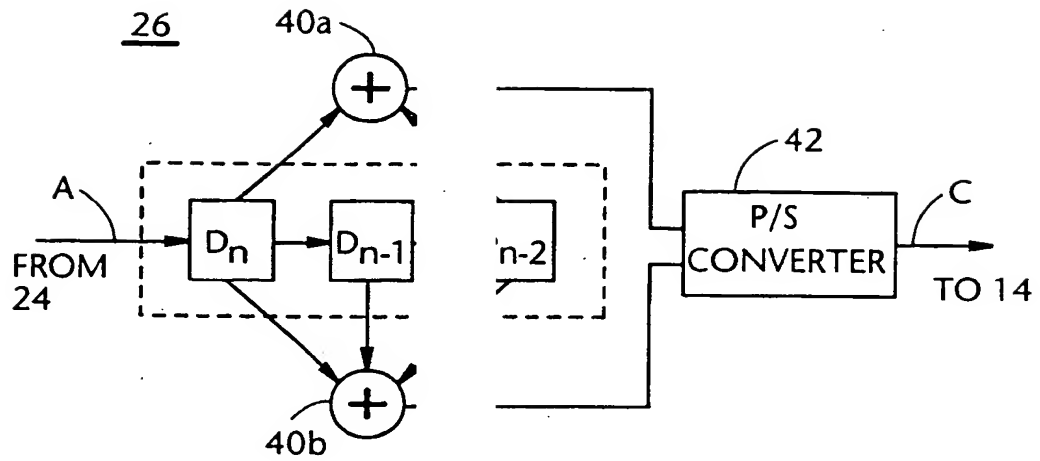 26
40a
+
42
A
P/S
C
Dn
Dn-1
n-2
CONVERTER
FROM
24
TO 14
+
40b